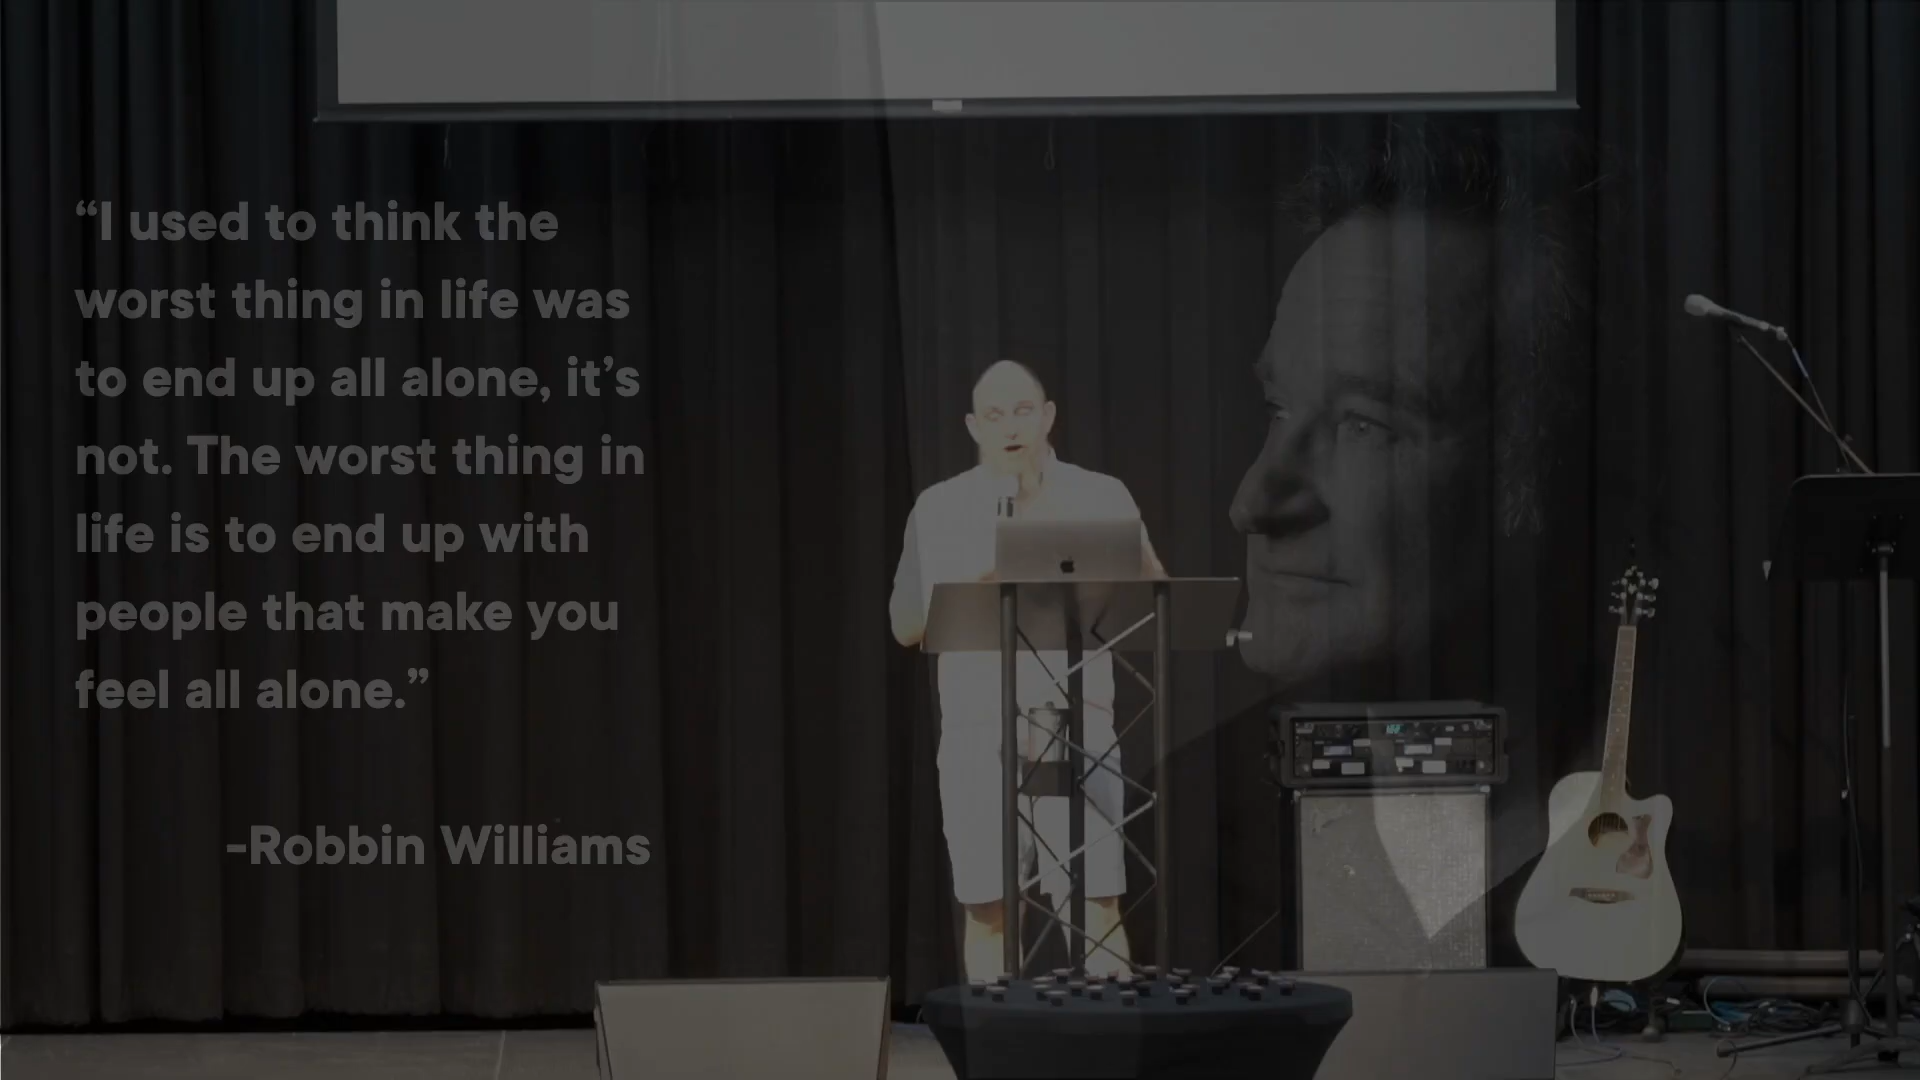 “I used to think the
worst thing in life was
to end up all alone, it’s
not. The worst thing in
life is to end up with
people that make you
feel all alone.”
-Robbin Williams